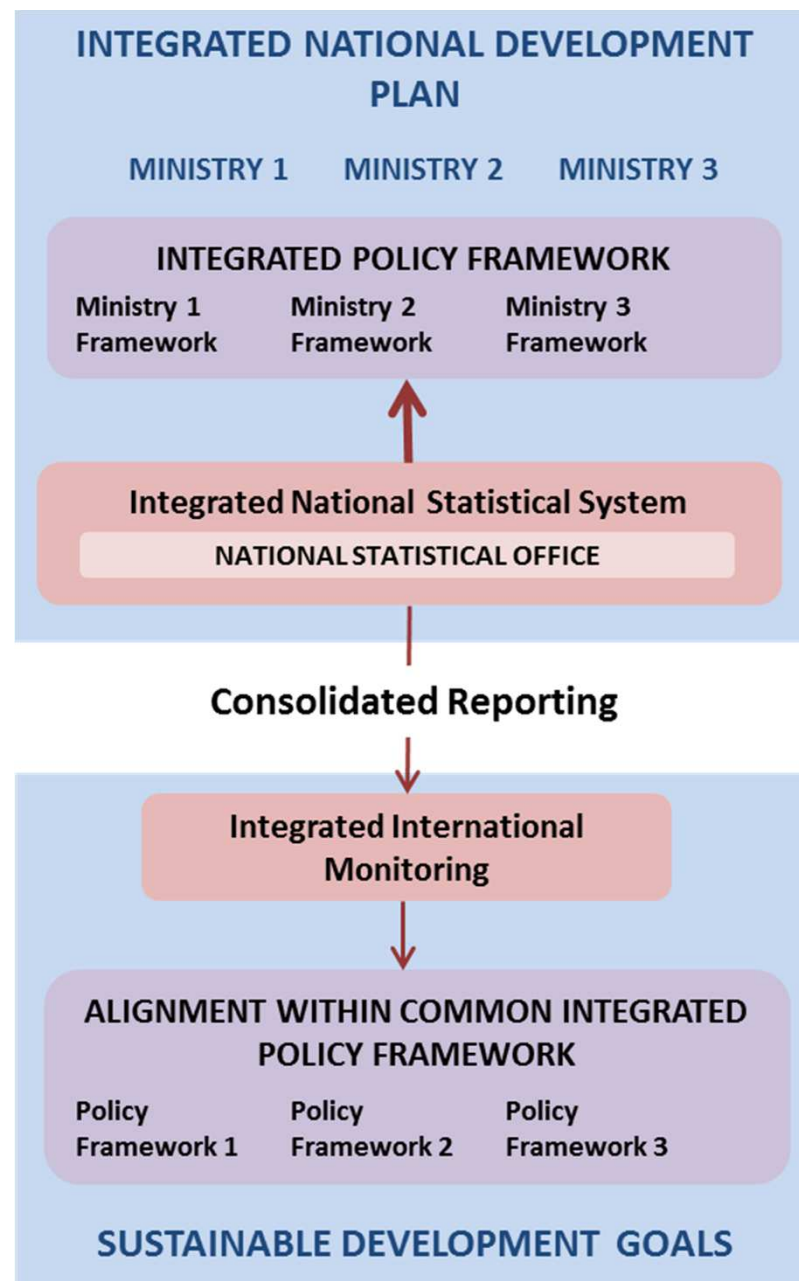 INTEGRATED NATIONAL DEVELOPMENT
PLAN
MINISTRY 1 MINISTRY 2 MINISTRY 3
INTEGRATED POLICY FRAMEWORK
Ministry 1 Ministry 2 Ministry 3
Framework Framework Framework
Integrated National Statistical System
NATIONAL STATISTICAL OFFICE
Consolidated Reporting
Integrated International
Monitoring
ALIGNMENT WITHIN COMMON INTEGRATED
POLICY FRAMEWORK
Policy Policy Policy
Framework 1 Framework 2 Framework 3
SUSTAINABLE DEVELOPMENT GOALS